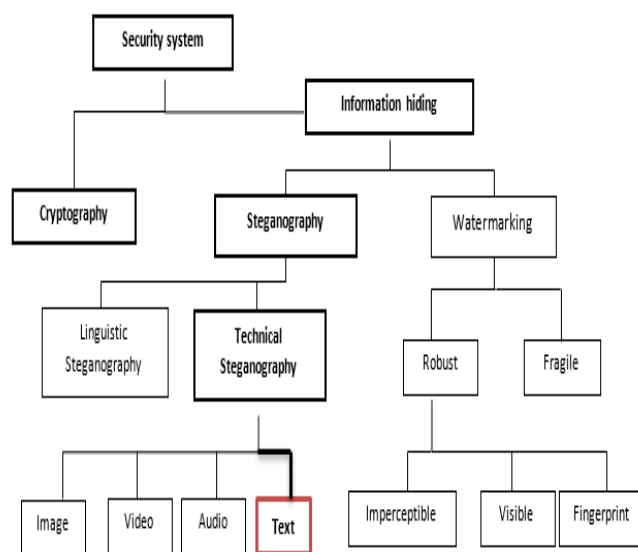 Security system
Information hiding
Cryptography
Steganography
Watermarking
Linguistic
Steganography
Technical
Steganography
Robust
Fragile
Image
Video
Audio
Text
Imperceptible
Visible
Fingerprint